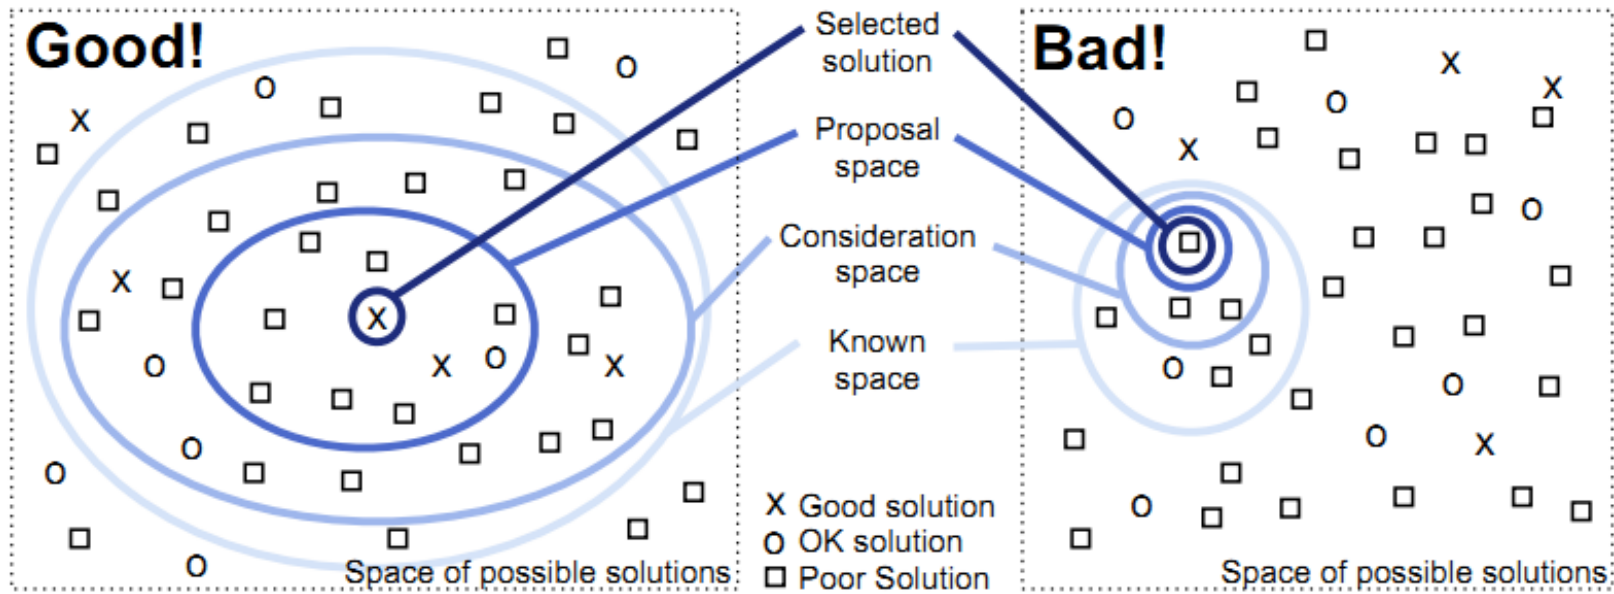 Good!
Selected
solution
Proposal
space
Consideration
space
Known
space
X Good solution
O OK solution
Poor Solution
Space of possible solutions
Bad!
Space of possible solutions